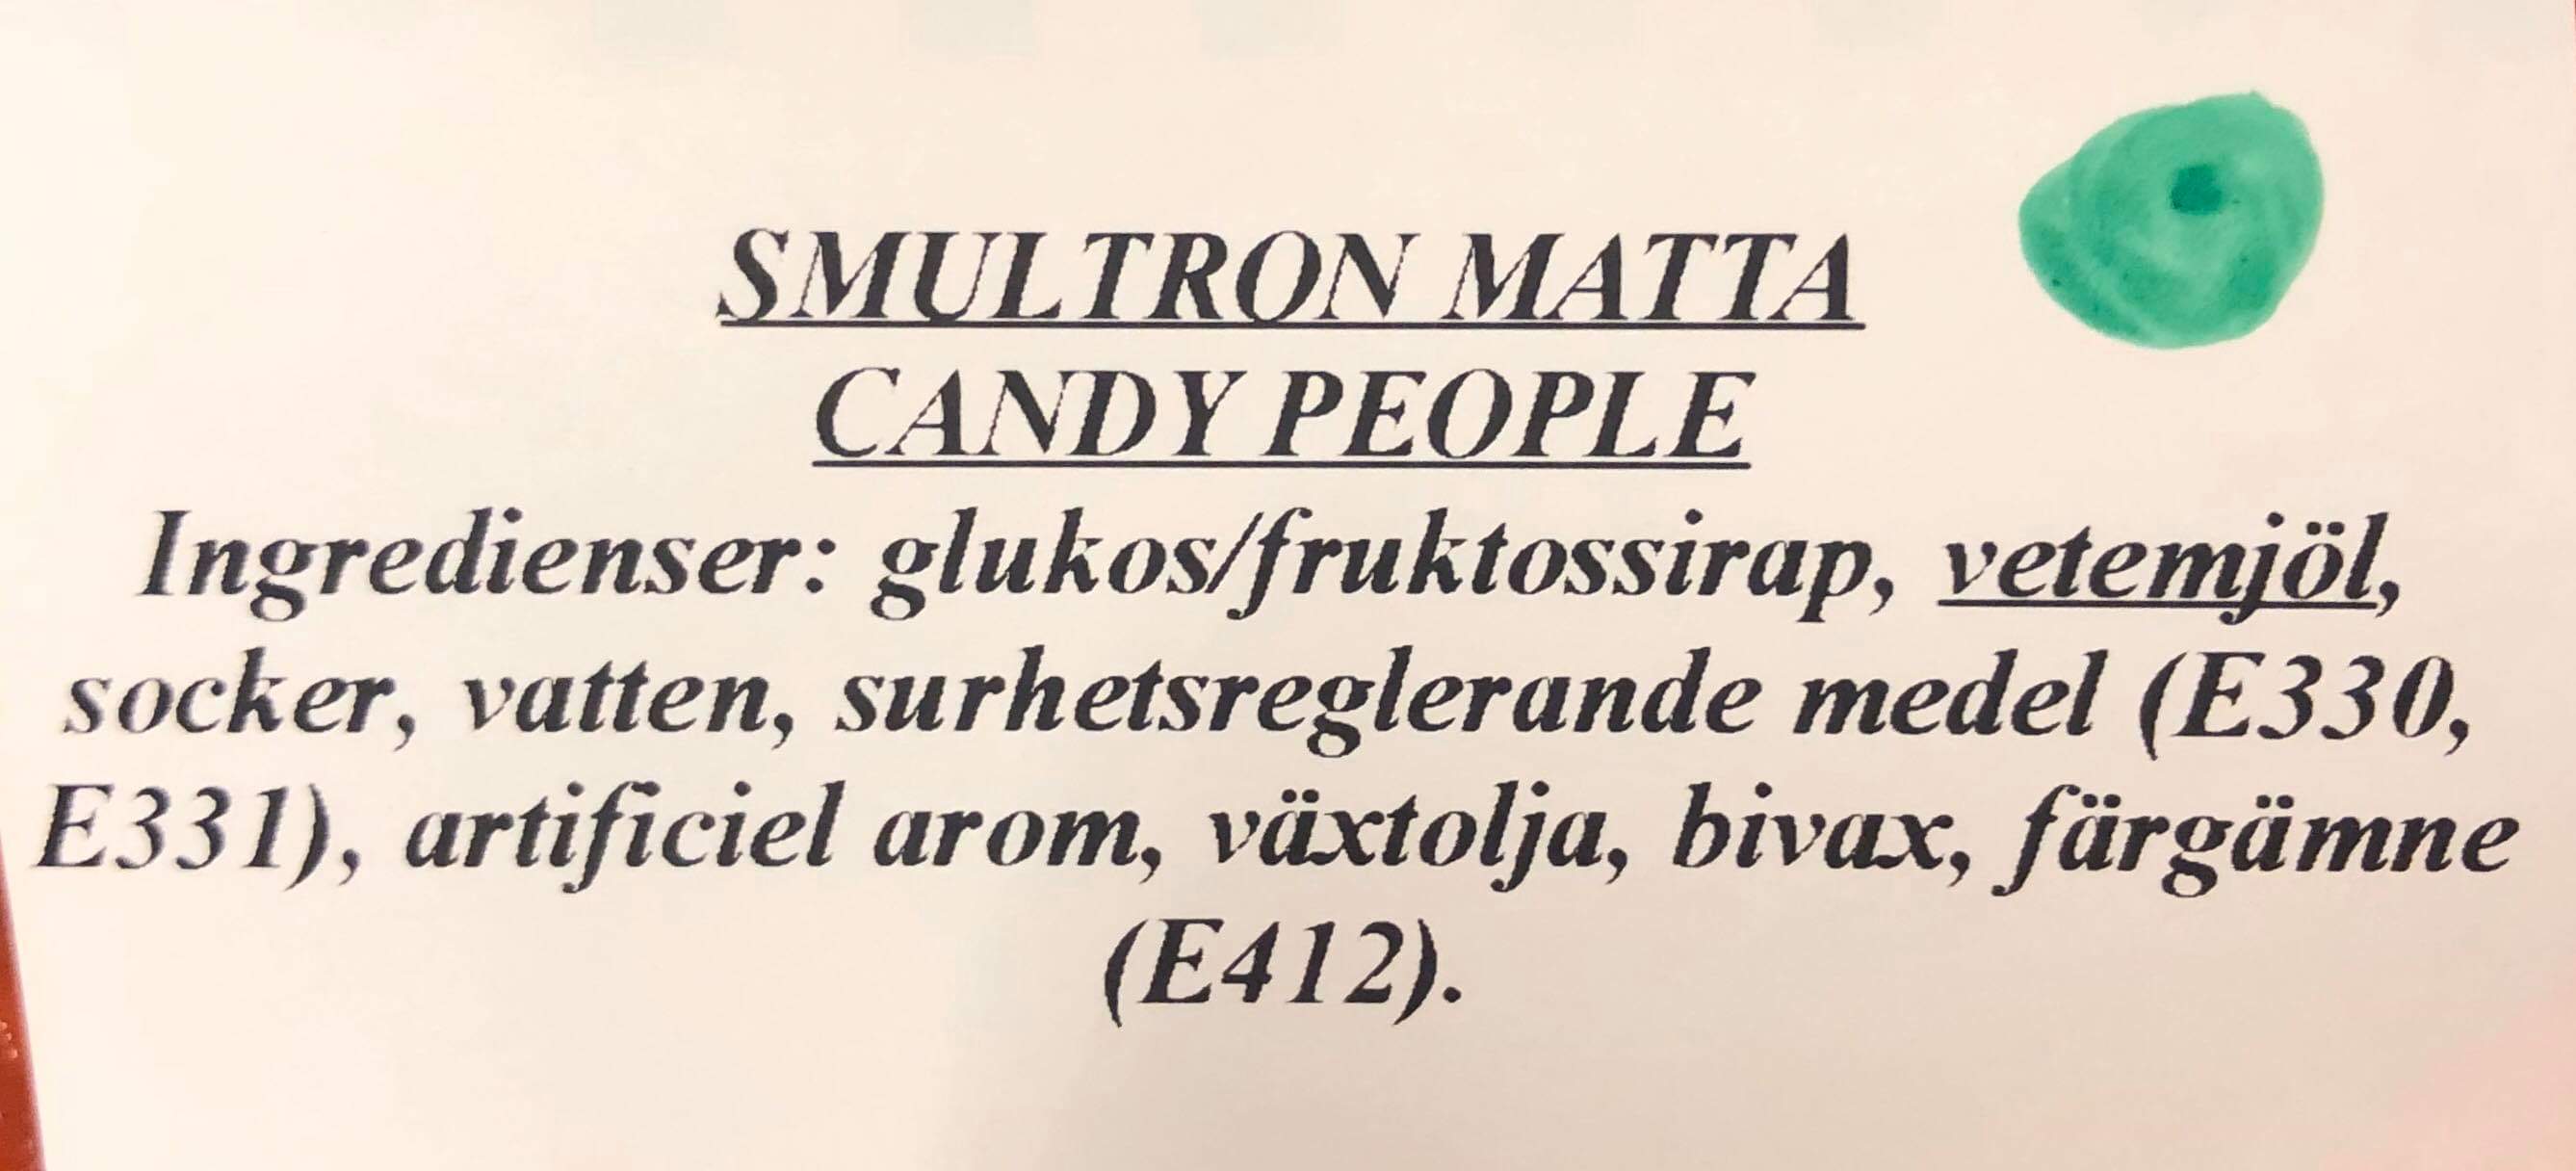 SMULTRON MATTA
CANDY PEOPLE
Ingredienser: glukos/fruktossirap, vetemjöl,
socker, vatten, surhetsreglerande medel (E330,
E331), artificiel arom, växtolja, bivax, färgämne
(E412).